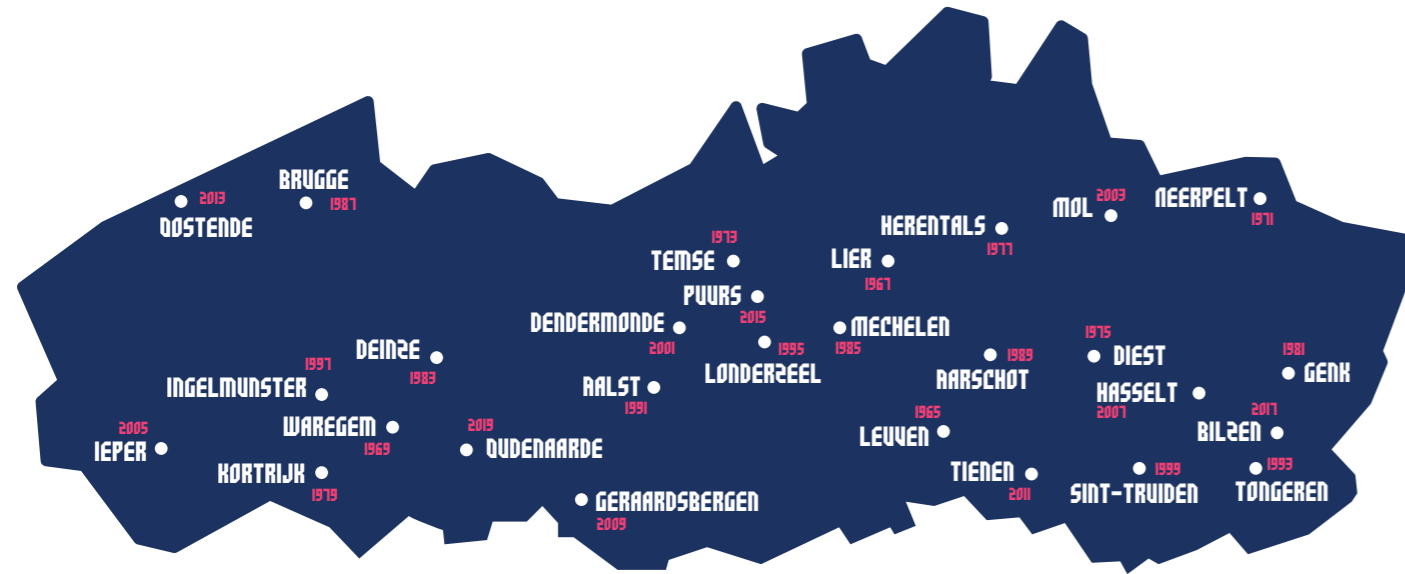 BRUGGE
1987
2013
OOSTENDE
MOL
2003
NEERPELT
1971
HERENTALS
1977
1973
TEMSE
LIER
1967
PUURS
2015
DENDERMONDE
2001
MECHELEN
1985
1995
LONDERZEEL
DEINZE
1983
1975
DIEST
1989
AARSCHOT
1981
GENK
1997
INGELMUNSTER
AALST
1991
HASSELT
2007
WAREGEM
1969
2005
IEPER
2019
OUDENAARDE
1965
LEUVEN
2017
BILZEN
KORTRIJK
1979
TIENEN
2011
1999
SINT-TRUIDEN
1993
TONGEREN
GERAARDSBERGEN
2009